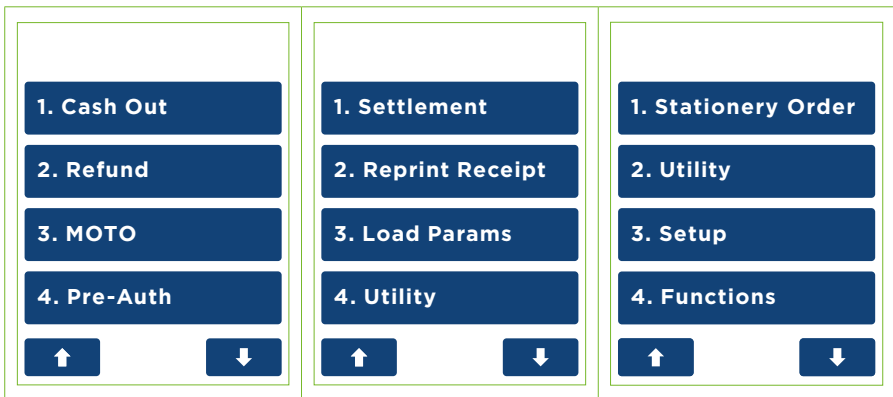 1. Cash Out
2. Refund
3. MOTO
4. Pre-Auth
1. Settlement
2. Reprint Receipt
3. Load Params
4. Utility
1. Stationery Order
2. Utility
3. Setup
4. Functions